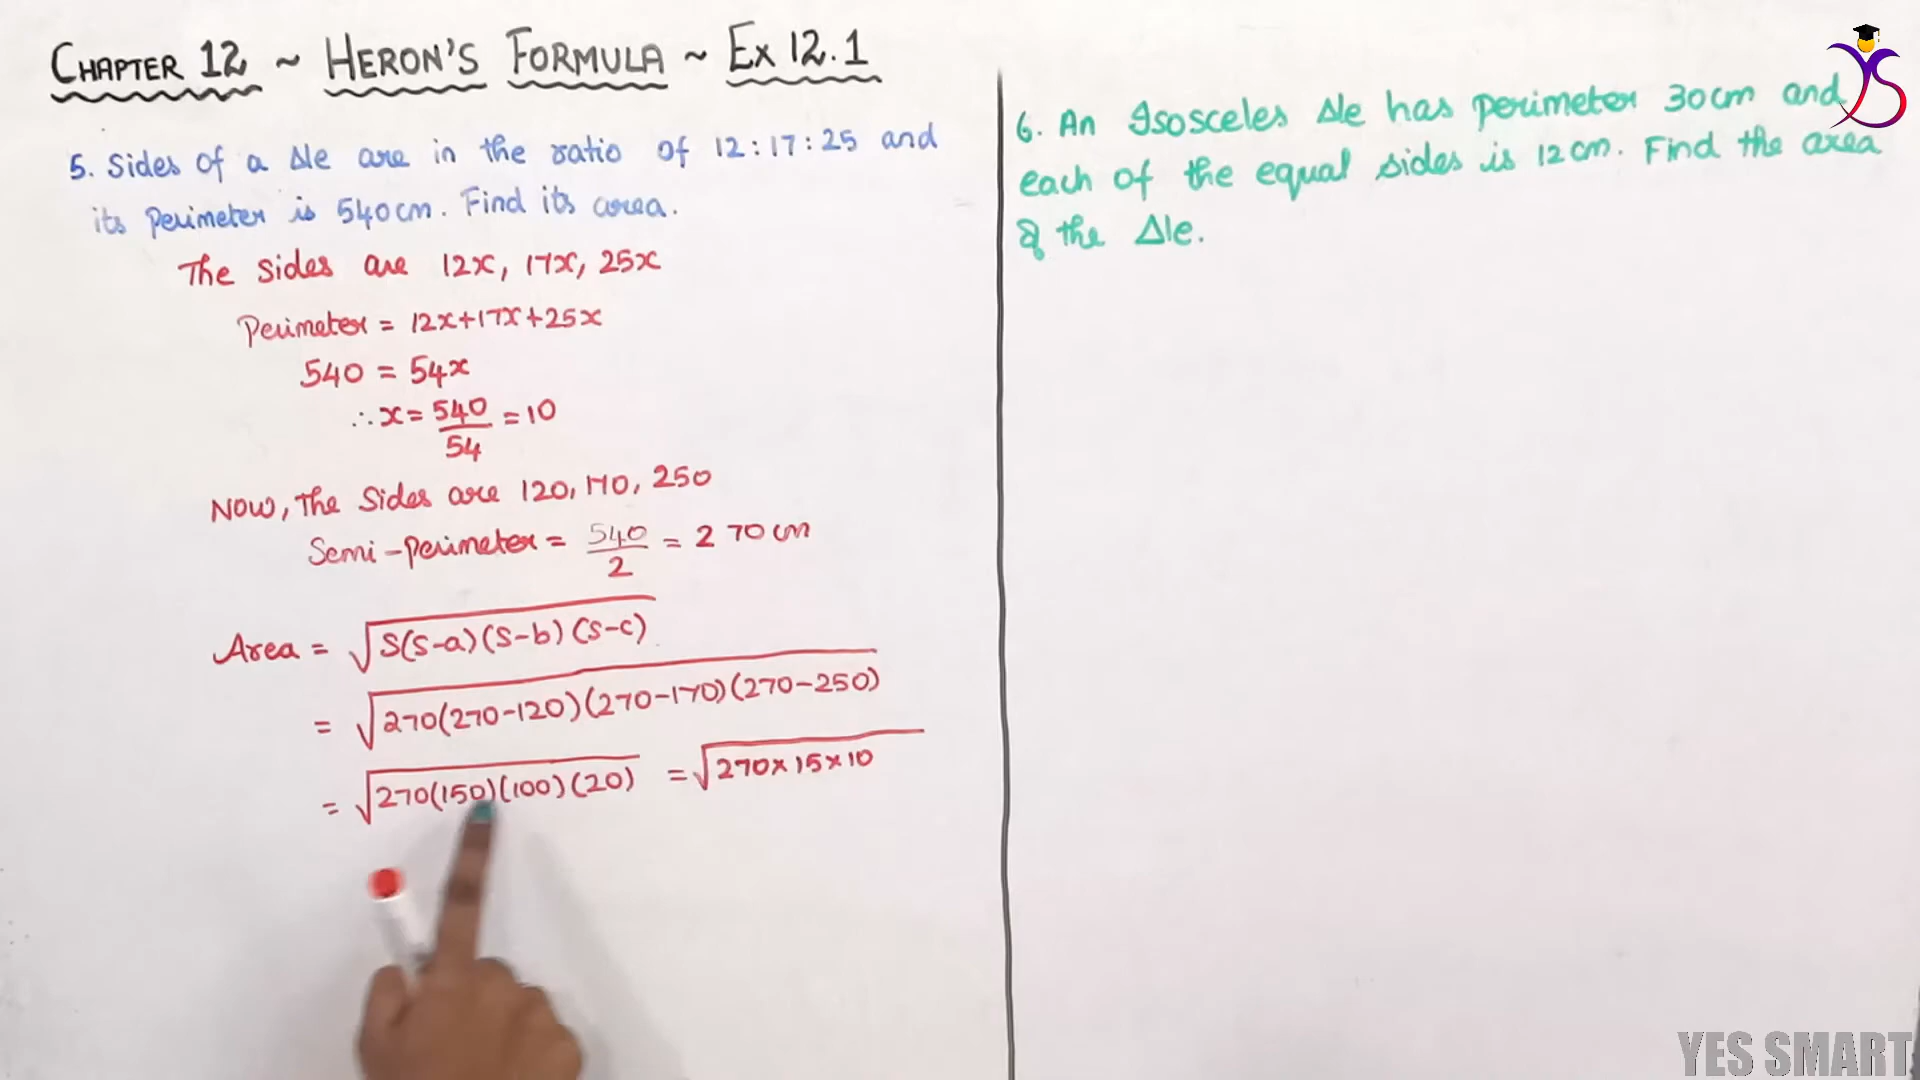 CHAPTER 12 ~ HERON'S FORMULA ~ EX 12.1
5. Sides of a Δle are in the ratio of 12:17:25 and
its perimeter is 540cm. Find its area.
The sides are 12x, 17x, 25x
Perimeter = 12x+17x+25x
540 = 54x
∴ x = 540/54 = 10
Now, The Sides are 120, 170, 250
Semi-perimeter = 540/2 = 270 cm
Area = √S(S-a)(S-b)(S-c)
= √270(270-120)(270-170)(270-250)
= √270(150)(100)(20) = √270×15×10
6. An Isosceles Δle has perimeter 30cm and
each of the equal sides is 12cm. Find the area
of the Δle.
YS
YES SMART